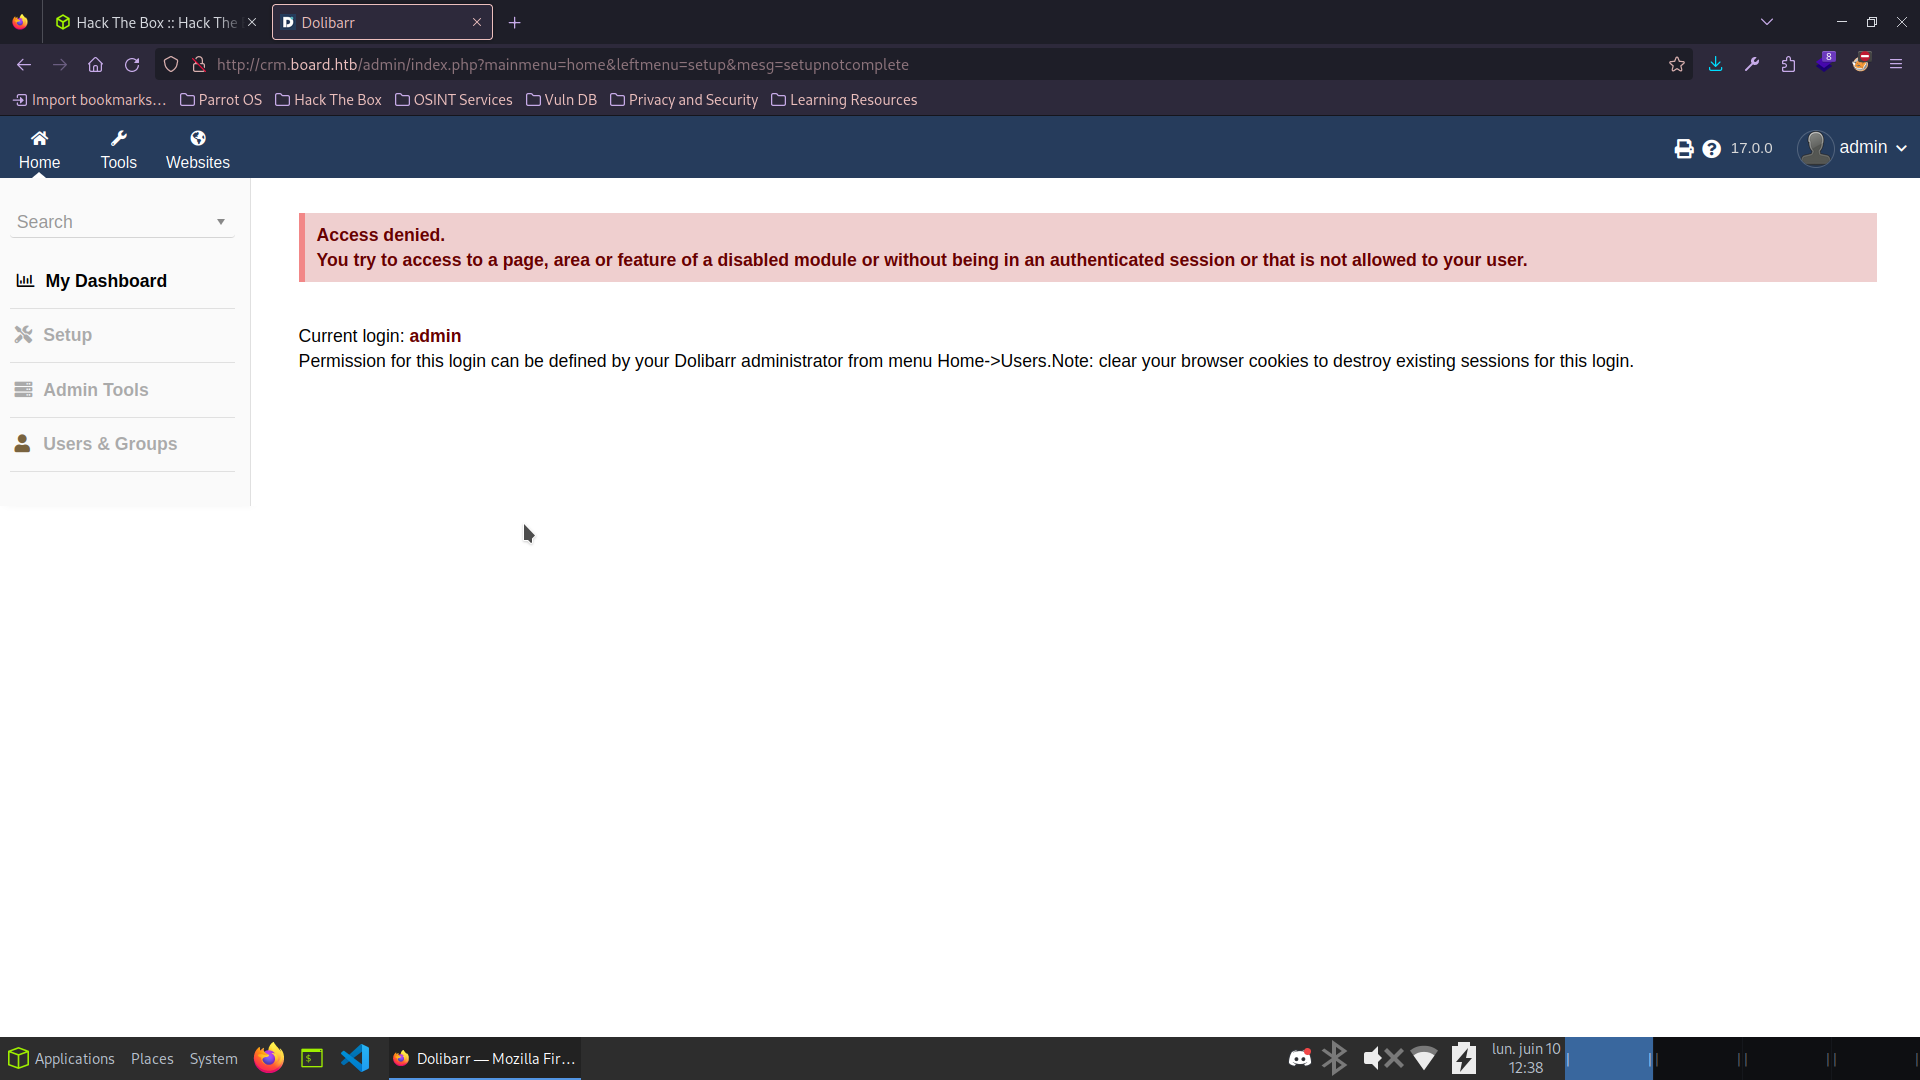 Hack The Box :: Hack The
Dolibarr
http://crm.board.htb/admin/index.php?mainmenu=home&leftmenu=setup&mesg=setupnotcomplete
8
Import bookmarks…
Parrot OS
Hack The Box
OSINT Services
Vuln DB
Privacy and Security
Learning Resources
Home
Tools
Websites
17.0.0
admin
Search
My Dashboard
Setup
Admin Tools
Users & Groups
Access denied.
You try to access to a page, area or feature of a disabled module or without being in an authenticated session or that is not allowed to your user.
Current login: admin
Permission for this login can be defined by your Dolibarr administrator from menu Home->Users.Note: clear your browser cookies to destroy existing sessions for this login.
Applications
Places
System
Dolibarr — Mozilla Fir…
lun. juin 10
12:38